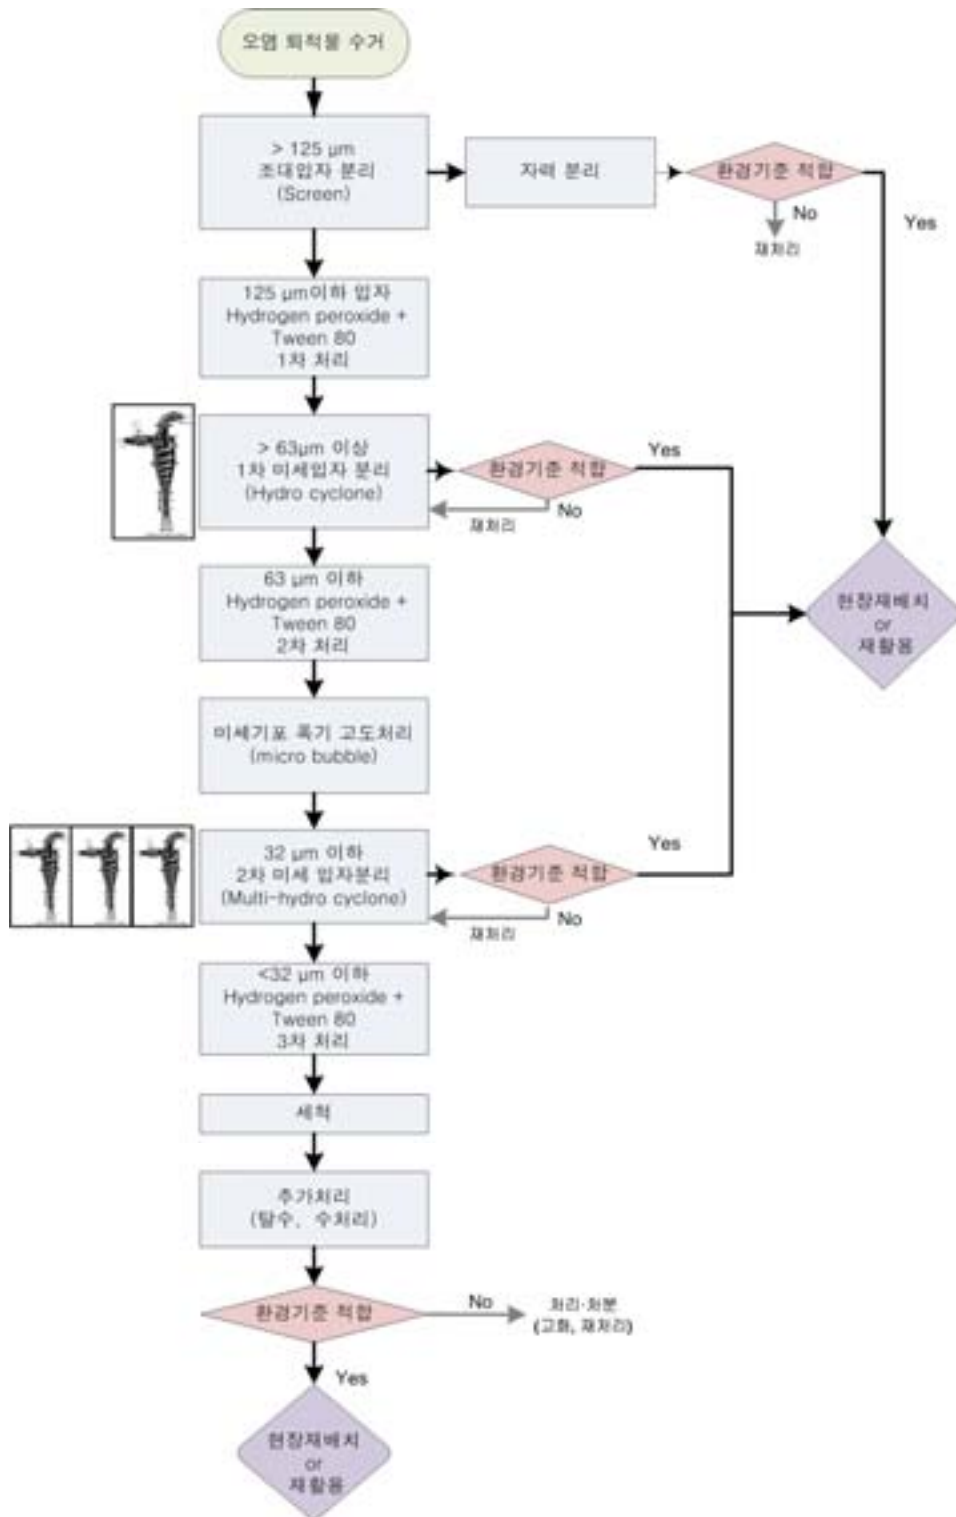 오염 퇴적물 수거
> 125 μm
조대입자 분리
(Screen)
자력 분리
환경기준 적합
No
재처리
Yes
125 μm이하 입자
Hydrogen peroxide +
Tween 80
1차 처리
> 63μm 이상
1차 미세입자 분리
(Hydro cyclone)
환경기준 적합
Yes
No
재처리
63 μm 이하
Hydrogen peroxide +
Tween 80
2차 처리
현장재배치
or
재활용
미세기포 폭기 고도처리
(micro bubble)
32 μm 이하
2차 미세 입자분리
(Multi-hydro cyclone)
환경기준 적합
Yes
No
재처리
<32 μm 이하
Hydrogen peroxide +
Tween 80
3차 처리
세척
추가처리
(탈수, 수처리)
환경기준 적합
No
처리·처분
(고화, 재처리)
Yes
현장재배치
or
재활용